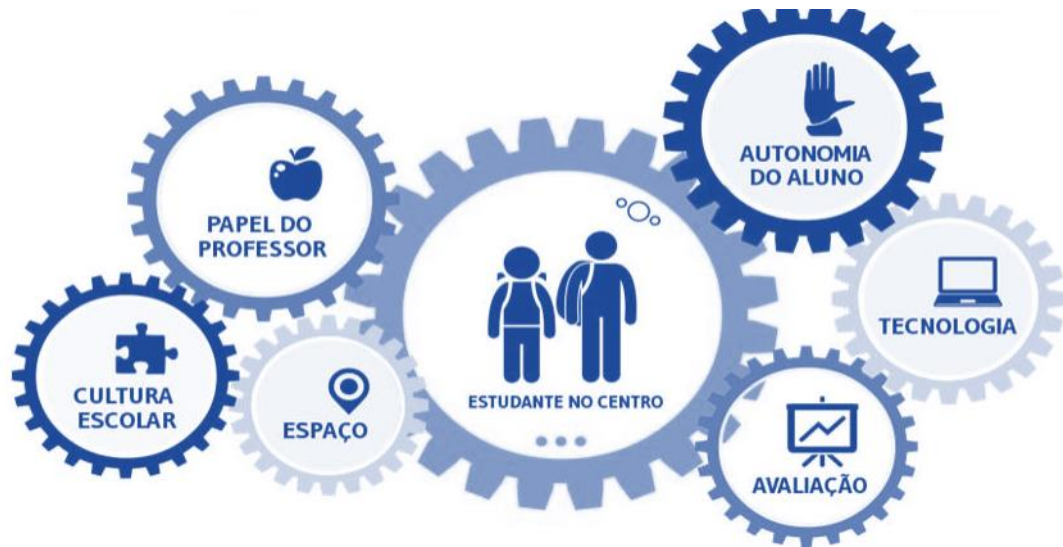 AUTONOMIA
DO ALUNO
PAPEL DO
PROFESSOR
TECNOLOGIA
CULTURA
ESCOLAR
ESPAÇO
ESTUDANTE NO CENTRO
AVALIAÇÃO